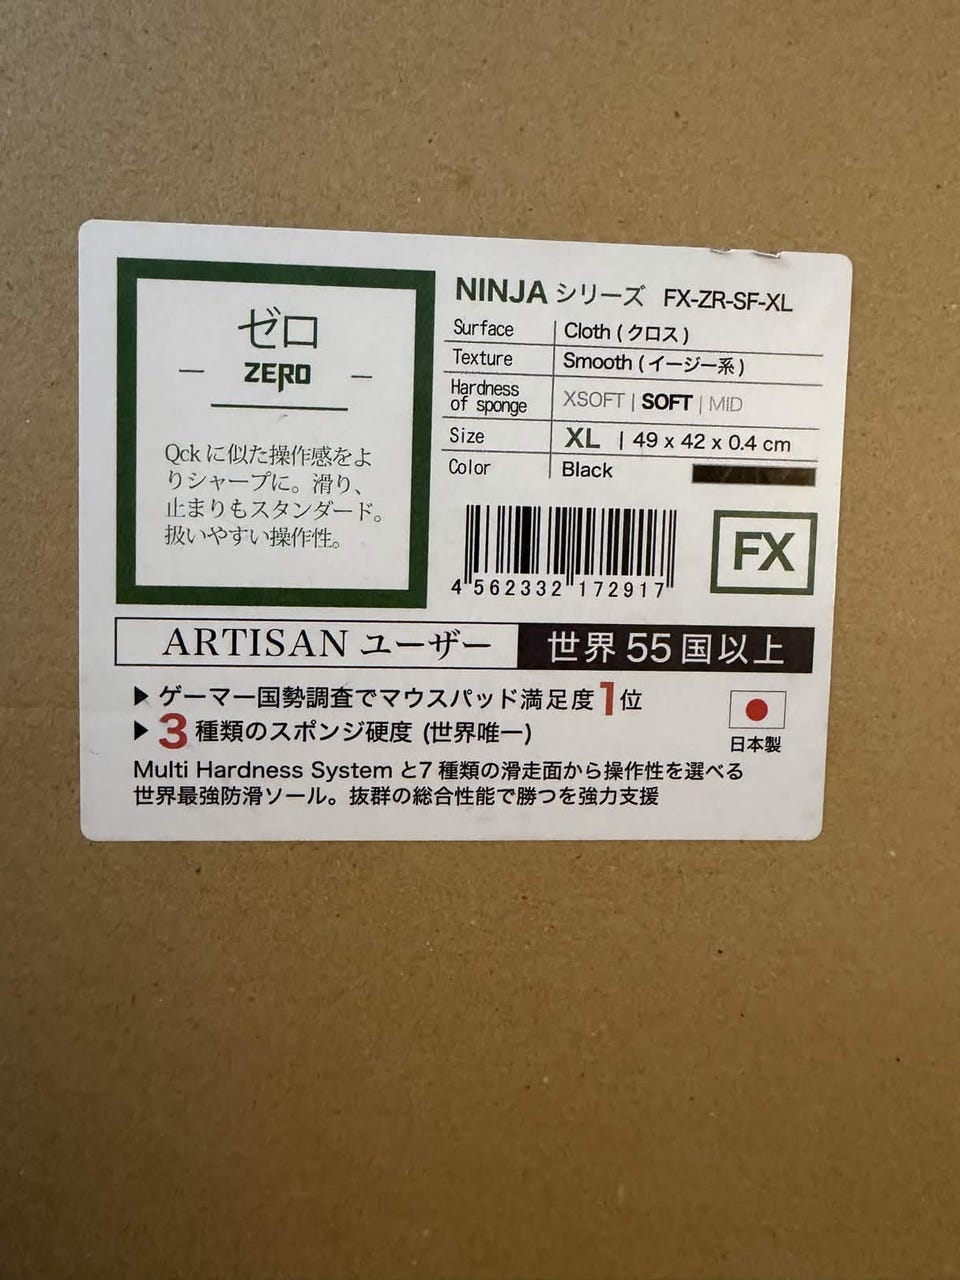 ゼロ
ZERO
Qck に似た操作感をよ
りシャープに。滑り、
止まりもスタンダード。
扱いやすい操作性。
NINJA シリーズ FX-ZR-SF-XL
Surface Cloth ( クロス )
Texture Smooth ( イージー系 )
Hardness
of sponge XSOFT | SOFT | MID
Size XL | 49 x 42 x 0.4 cm
Color Black
4 562332 172917
FX
ARTISAN ユーザー 世界 55 国以上
▶ ゲーマー国勢調査でマウスパッド満足度 1 位
▶ 3 種類のスポンジ硬度 (世界唯一)
日本製
Multi Hardness System と7 種類の滑走面から操作性を選べる
世界最強防滑ソール。抜群の総合性能で勝つを強力支援